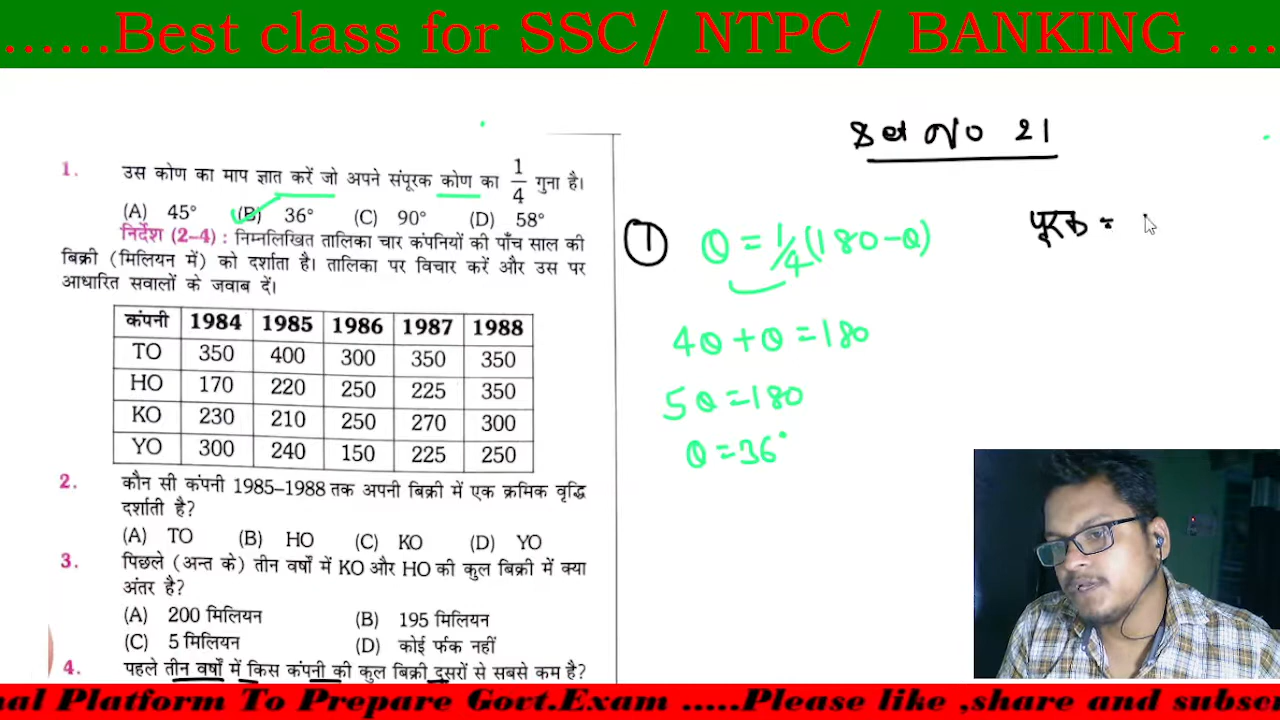 ......Best class for SSC/ NTPC/ BANKING ....
Set No 21
1. उस कोण का माप ज्ञात करें जो अपने संपूरक कोण का 1/4 गुना है।
(A) 45° (B) 36° (C) 90° (D) 58°
निर्देश (2–4) : निम्नलिखित तालिका चार कंपनियों की पाँच साल की
बिक्री (मिलियन में) को दर्शाता है। तालिका पर विचार करें और उस पर
आधारित सवालों के जवाब दें।
कंपनी 1984 1985 1986 1987 1988
TO 350 400 300 350 350
HO 170 220 250 225 350
KO 230 210 250 270 300
YO 300 240 150 225 250
2. कौन सी कंपनी 1985–1988 तक अपनी बिक्री में एक क्रमिक वृद्धि
दर्शाती है?
(A) TO (B) HO (C) KO (D) YO
3. पिछले (अन्त के) तीन वर्षों में KO और HO की कुल बिक्री में क्या
अंतर है?
(A) 200 मिलियन (B) 195 मिलियन
(C) 5 मिलियन (D) कोई र्फक नहीं
4. पहले तीन वर्षों में किस कंपनी की कुल बिक्री दूसरों से सबसे कम है?
① θ = 1/4(180-θ)
4θ + θ = 180
5θ = 180
θ = 36°
पूरक =
nal Platform To Prepare Govt.Exam .....Please like ,share and subsc